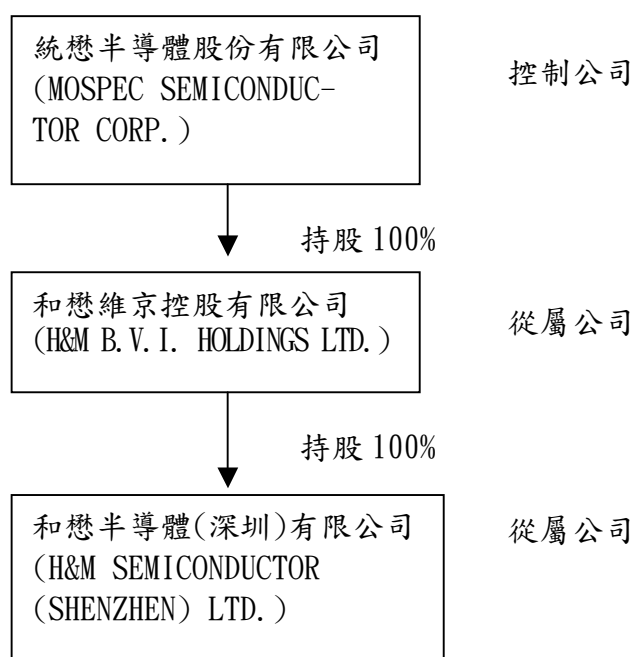 統懋半導體股份有限公司
(MOSPEC SEMICONDUC-
TOR CORP.)
控制公司
持股 100%
和懋維京控股有限公司
(H&M B.V.I. HOLDINGS LTD.)
從屬公司
持股 100%
和懋半導體(深圳)有限公司
(H&M SEMICONDUCTOR
(SHENZHEN) LTD.)
從屬公司